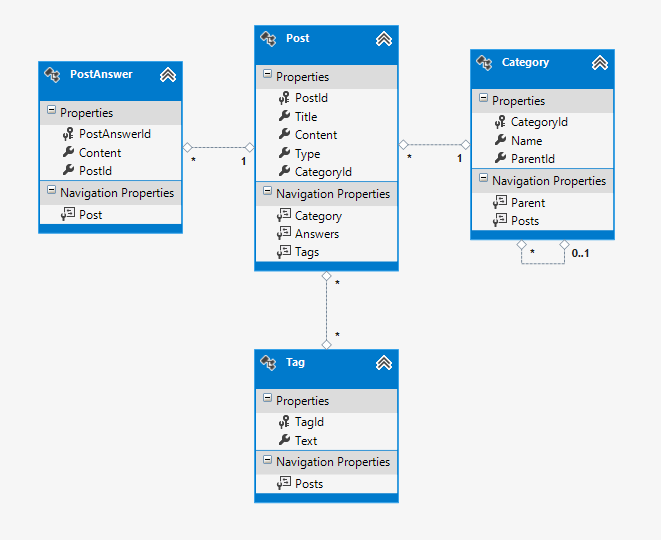 PostAnswer
Properties
PostAnswerId
Content
PostId
Navigation Properties
Post
*
1
Post
Properties
PostId
Title
Content
Type
CategoryId
Navigation Properties
Category
Answers
Tags
*
1
Category
Properties
CategoryId
Name
ParentId
Navigation Properties
Parent
Posts
*
0..1
*
*
Tag
Properties
TagId
Text
Navigation Properties
Posts